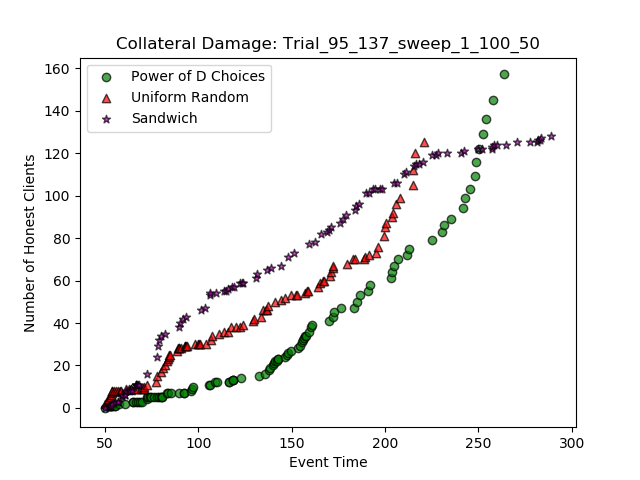 Collateral Damage: Trial_95_137_sweep_1_100_50
Power of D Choices
Uniform Random
Sandwich
Number of Honest Clients
160
140
120
100
80
60
40
20
0
50
100
150
200
250
300
Event Time